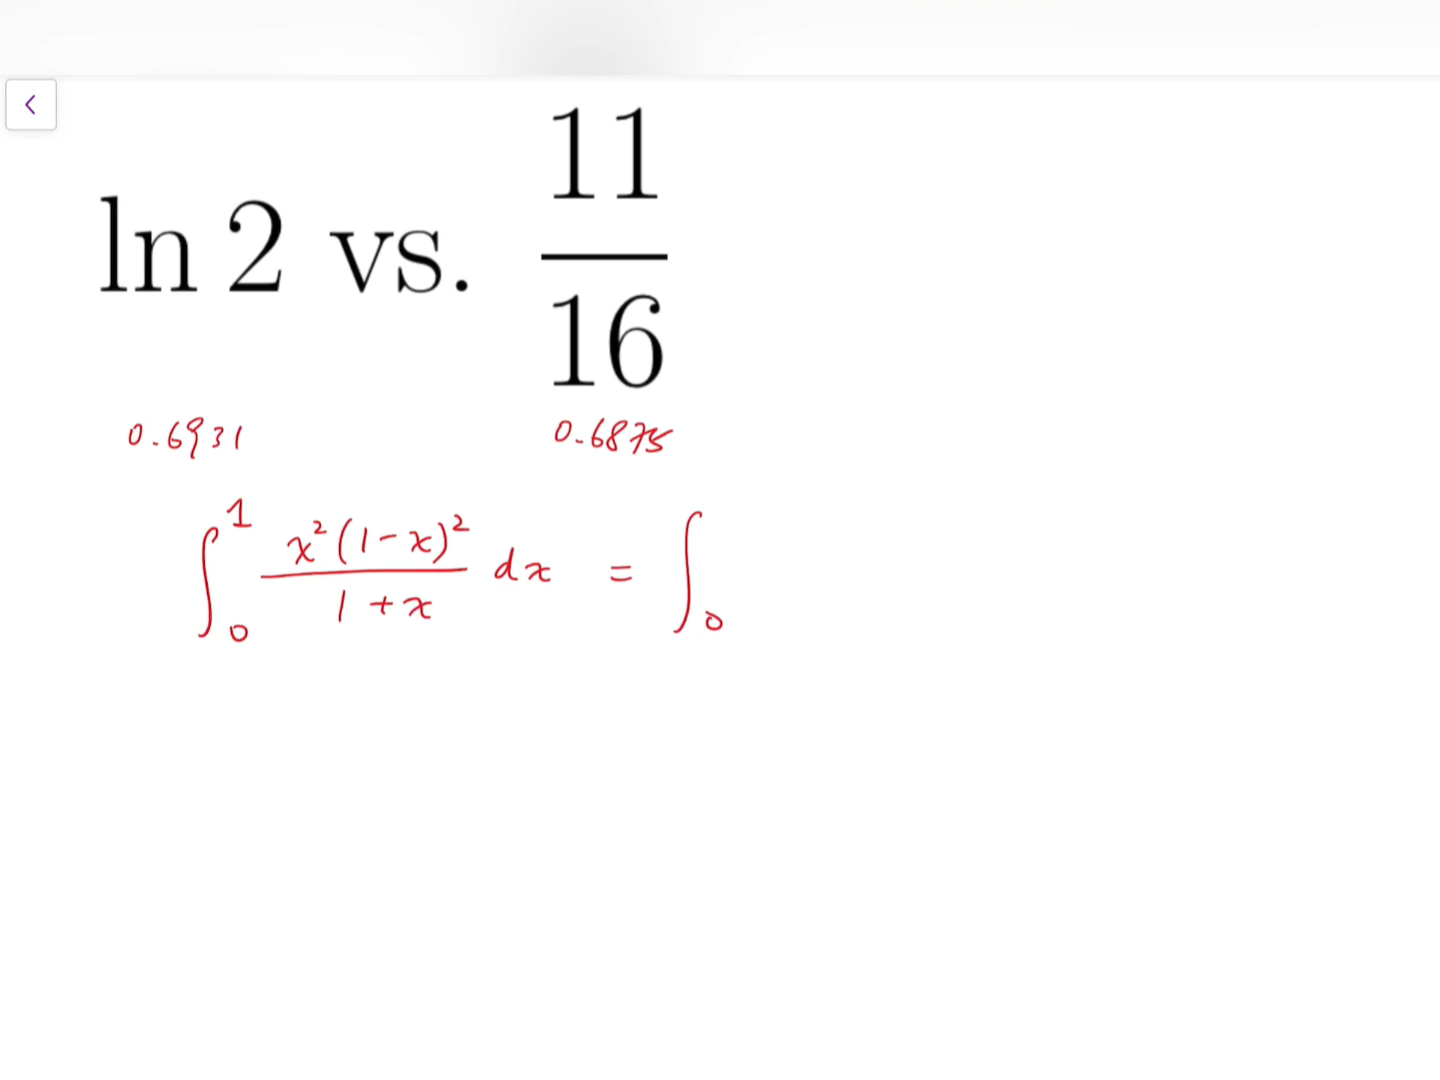 ln 2 vs. 11/16
0.6931 0.6875
∫₀¹ x²(1-x)²/(1+x) dx = ∫₀